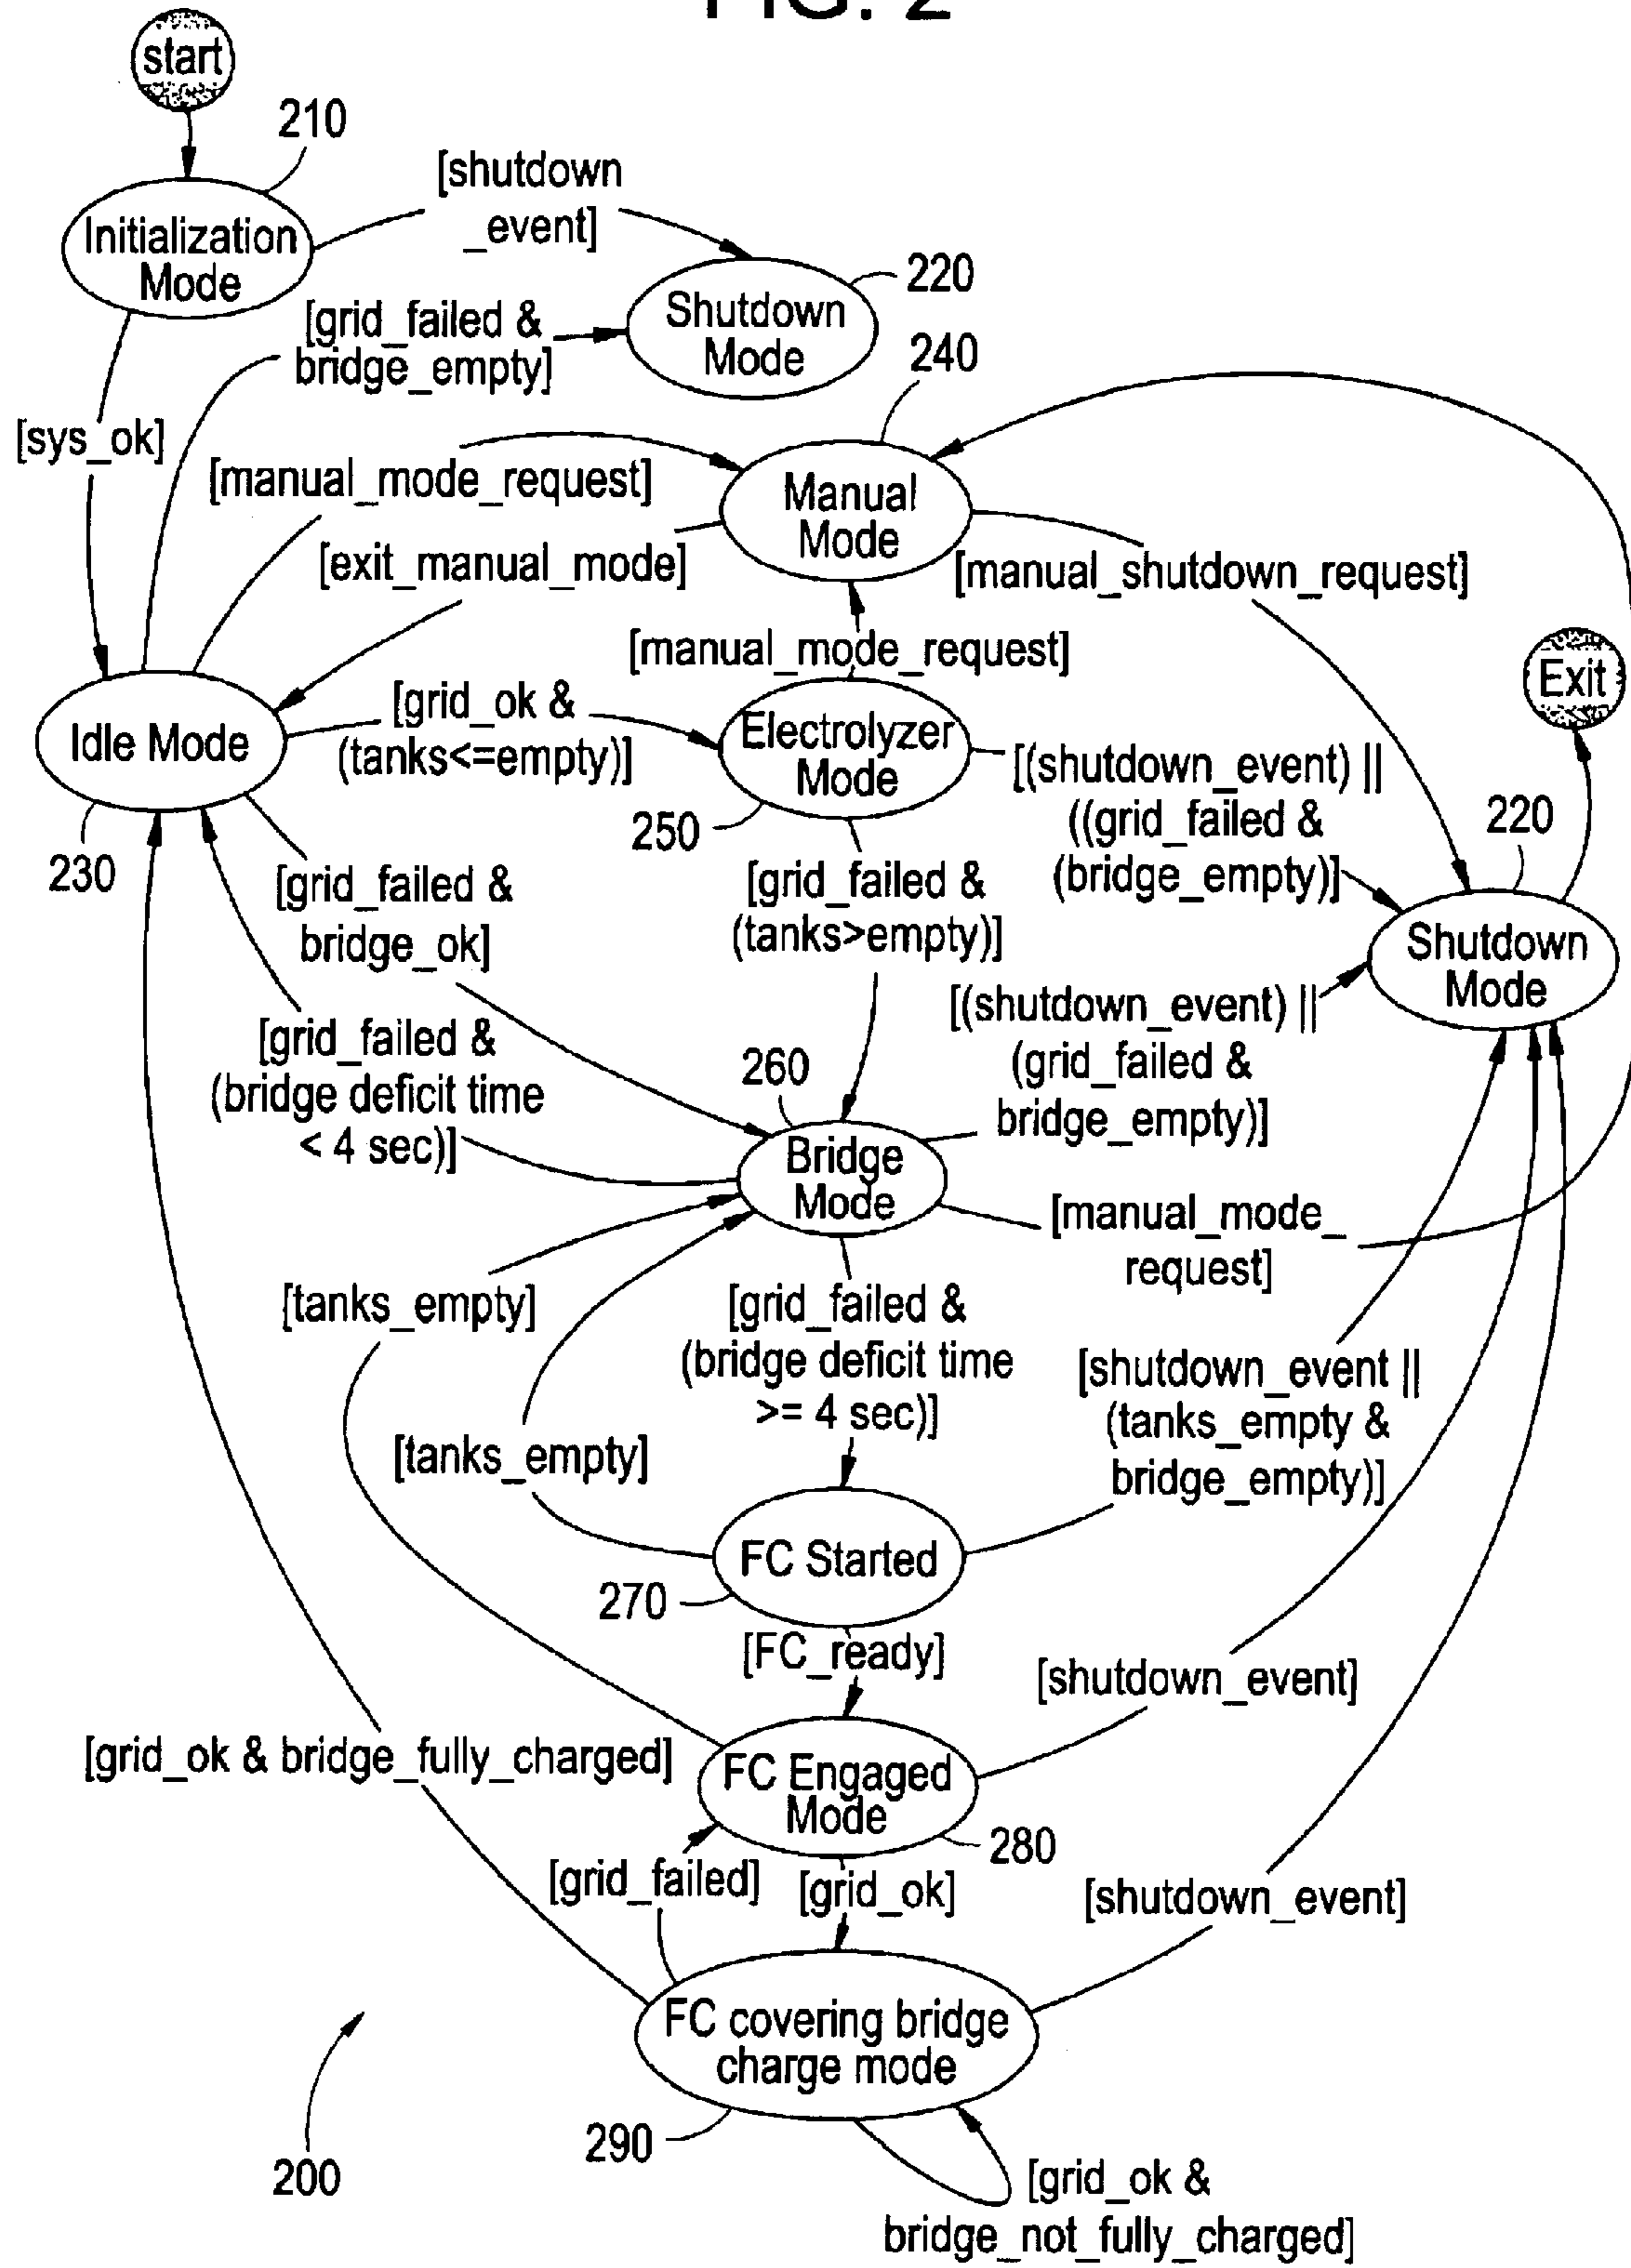 FIG. 2
start
210
[shutdown
_event]
Initialization
Mode
220
Shutdown
Mode
[grid_failed &
bridge_empty]
240
[sys_ok]
[manual_mode_request]
Manual
Mode
[exit_manual_mode]
[manual_shutdown_request]
[manual_mode_request]
Exit
Idle Mode
[grid_ok &
(tanks<=empty)]
Electrolyzer
Mode
[(shutdown_event) ||
((grid_failed &
(bridge_empty)]
230
250
220
[grid_failed &
bridge_ok]
[grid_failed &
(tanks>empty)]
Shutdown
Mode
[grid_failed &
(bridge deficit time
< 4 sec)]
260
[(shutdown_event) ||
(grid_failed &
bridge_empty)]
Bridge
Mode
[manual_mode_
request]
[tanks_empty]
[grid_failed &
(bridge deficit time
>= 4 sec)]
[shutdown_event ||
(tanks_empty &
bridge_empty)]
[tanks_empty]
FC Started
270
[FC_ready]
[shutdown_event]
[grid_ok & bridge_fully_charged]
FC Engaged
Mode
280
[grid_failed]
[grid_ok]
[shutdown_event]
FC covering bridge
charge mode
290
200
[grid_ok &
bridge_not_fully_charged]